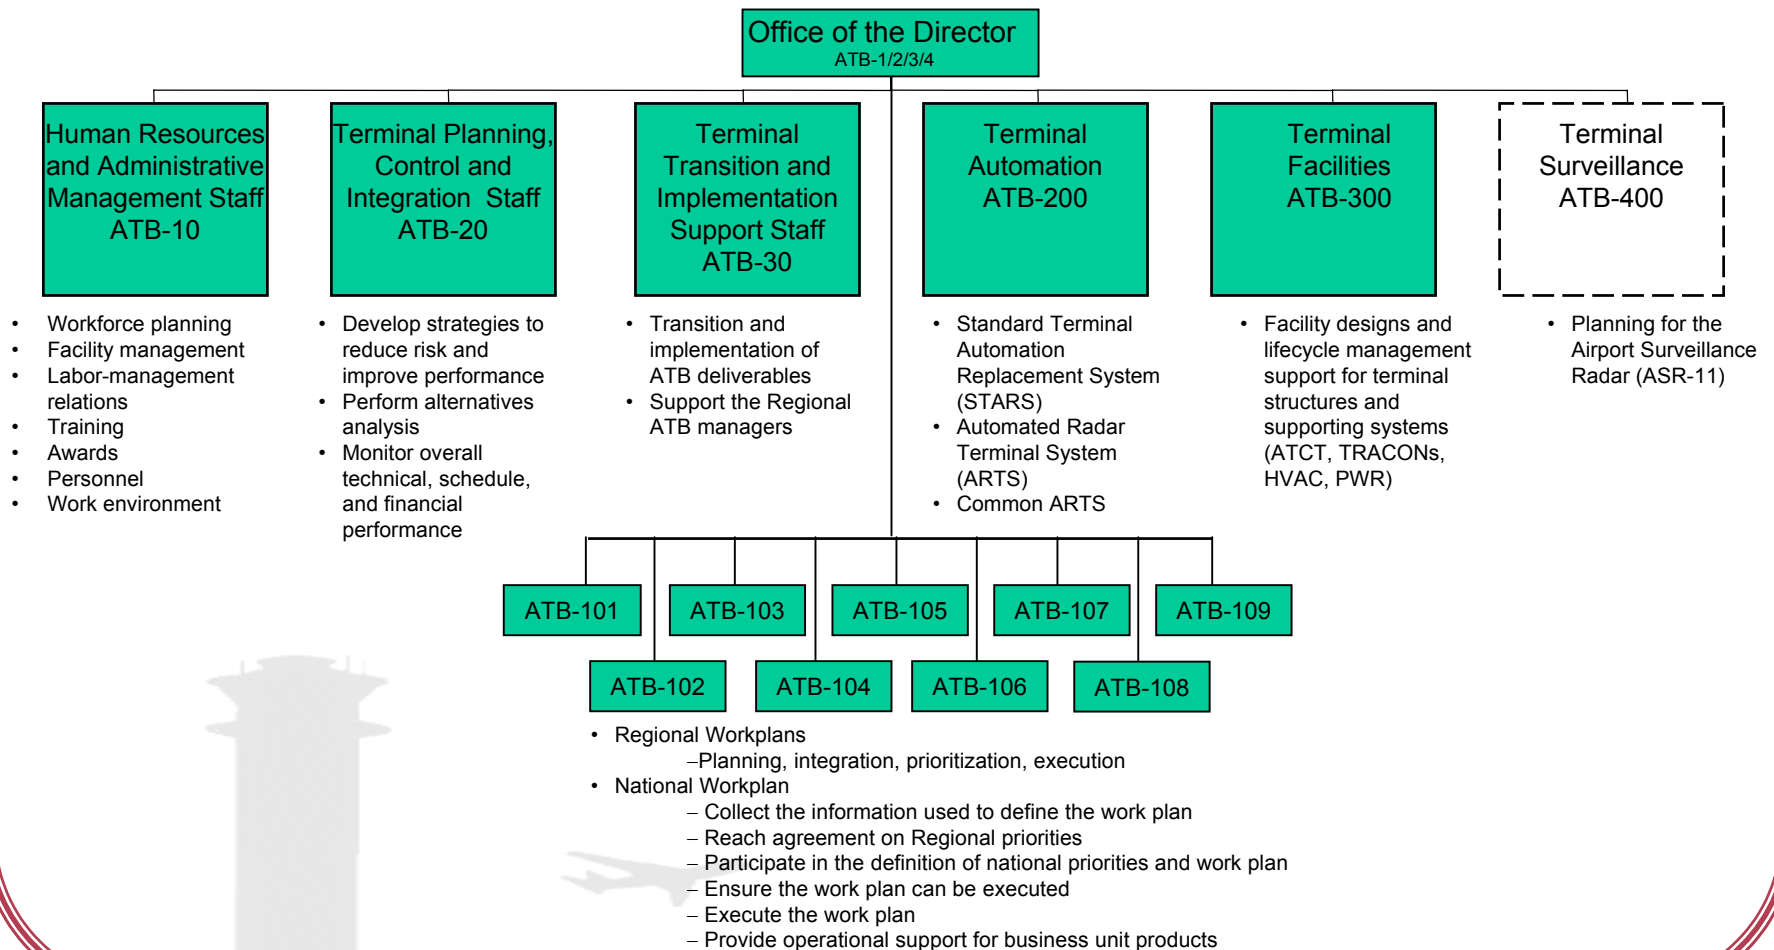 Office of the Director
ATB-1/2/3/4
Human Resources
and Administrative
Management Staff
ATB-10
Terminal Planning,
Control and
Integration Staff
ATB-20
Terminal
Transition and
Implementation
Support Staff
ATB-30
Terminal
Automation
ATB-200
Terminal
Facilities
ATB-300
Terminal
Surveillance
ATB-400
• Workforce planning
• Facility management
• Labor-management
relations
• Training
• Awards
• Personnel
• Work environment
• Develop strategies to
reduce risk and
improve performance
• Perform alternatives
analysis
• Monitor overall
technical, schedule,
and financial
performance
• Transition and
implementation of
ATB deliverables
• Support the Regional
ATB managers
• Standard Terminal
Automation
Replacement System
(STARS)
• Automated Radar
Terminal System
(ARTS)
• Common ARTS
• Facility designs and
lifecycle management
support for terminal
structures and
supporting systems
(ATCT, TRACONs,
HVAC, PWR)
• Planning for the
Airport Surveillance
Radar (ASR-11)
ATB-101
ATB-103
ATB-105
ATB-107
ATB-109
ATB-102
ATB-104
ATB-106
ATB-108
• Regional Workplans
–Planning, integration, prioritization, execution
• National Workplan
– Collect the information used to define the work plan
– Reach agreement on Regional priorities
– Participate in the definition of national priorities and work plan
– Ensure the work plan can be executed
– Execute the work plan
– Provide operational support for business unit products